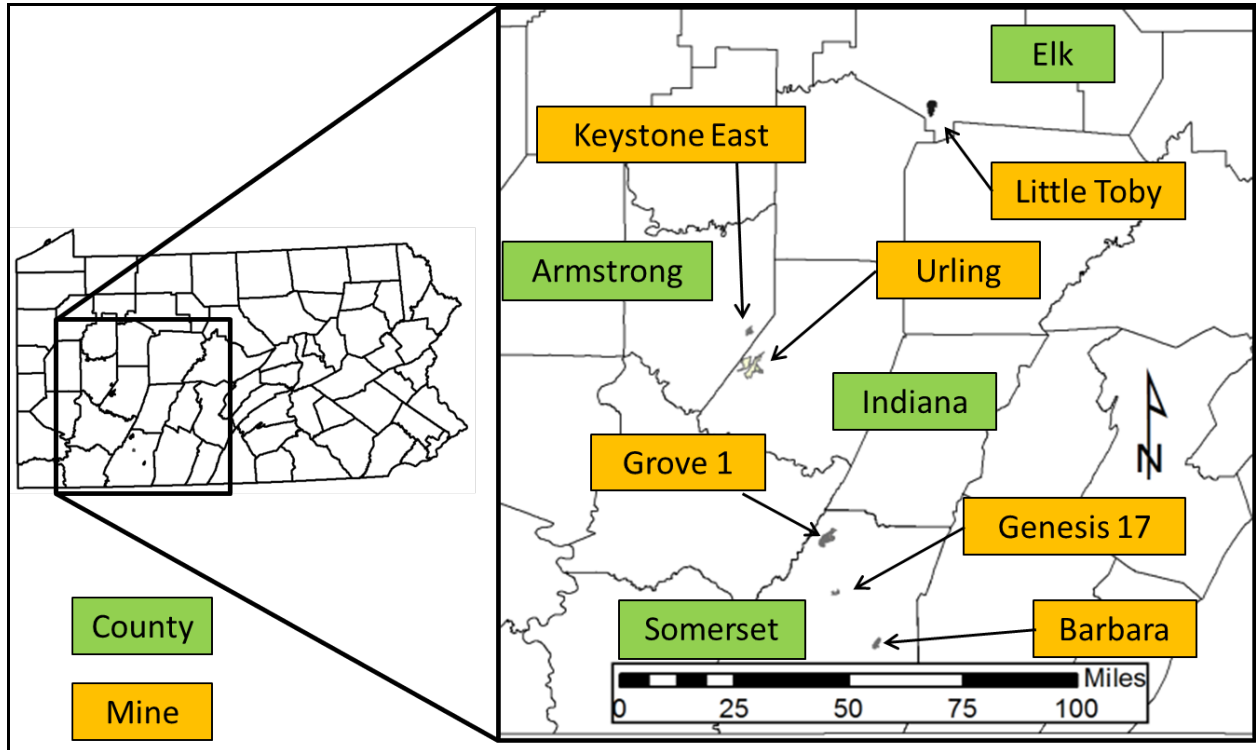 Elk
Keystone East
Little Toby
Armstrong
Urling
Indiana
N
Grove 1
Genesis 17
County
Somerset
Barbara
Mine
Miles
0 25 50 75 100